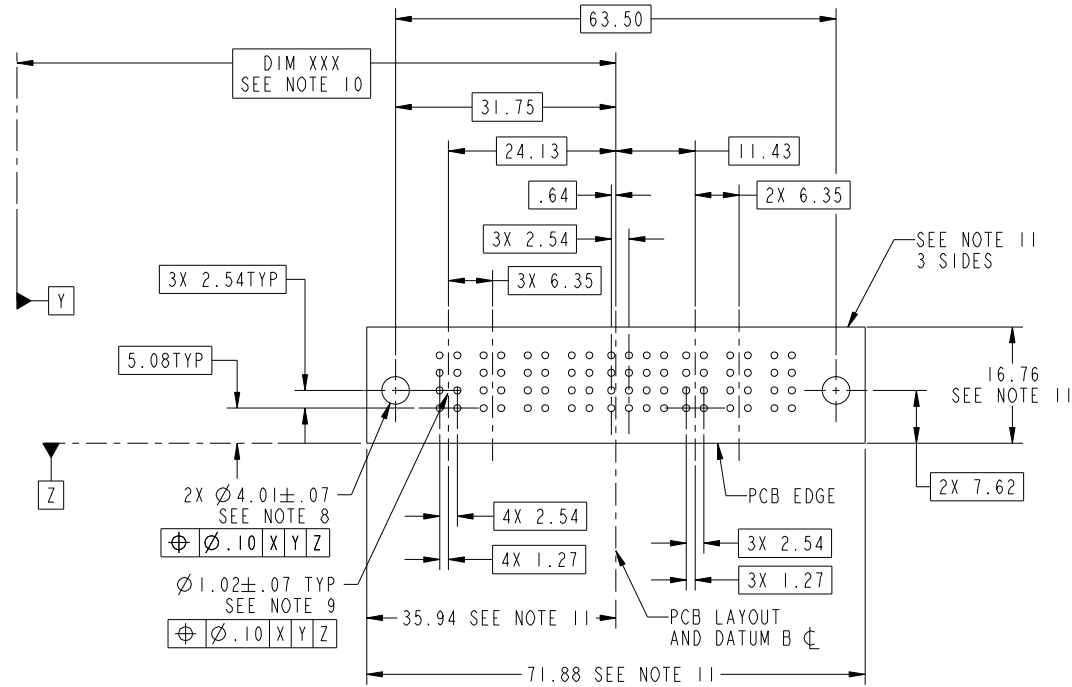 63.50
DIM XXX
SEE NOTE 10
31.75
24.13
11.43
.64
2X 6.35
3X 2.54
SEE NOTE 11
3 SIDES
3X 2.54TYP
3X 6.35
Y
5.08TYP
16.76
SEE NOTE 11
Z
2X Ø4.01±.07
SEE NOTE 8
⌖ Ø.10 X Y Z
4X 2.54
PCB EDGE
2X 7.62
3X 2.54
4X 1.27
3X 1.27
Ø1.02±.07 TYP
SEE NOTE 9
⌖ Ø.10 X Y Z
35.94 SEE NOTE 11
PCB LAYOUT
AND DATUM B ℄
71.88 SEE NOTE 11